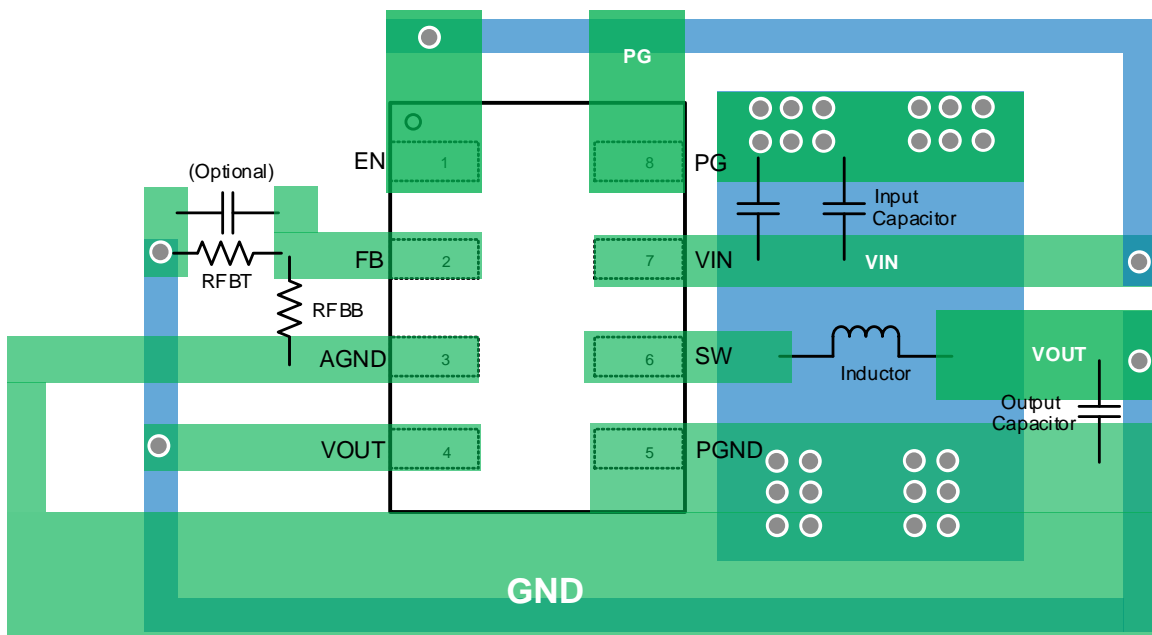 PG
EN
1
8
PG
(Optional)
Input
Capacitor
FB
2
7
VIN
VIN
RFBT
RFBB
AGND
3
6
SW
VOUT
Inductor
Output
Capacitor
VOUT
4
5
PGND
GND